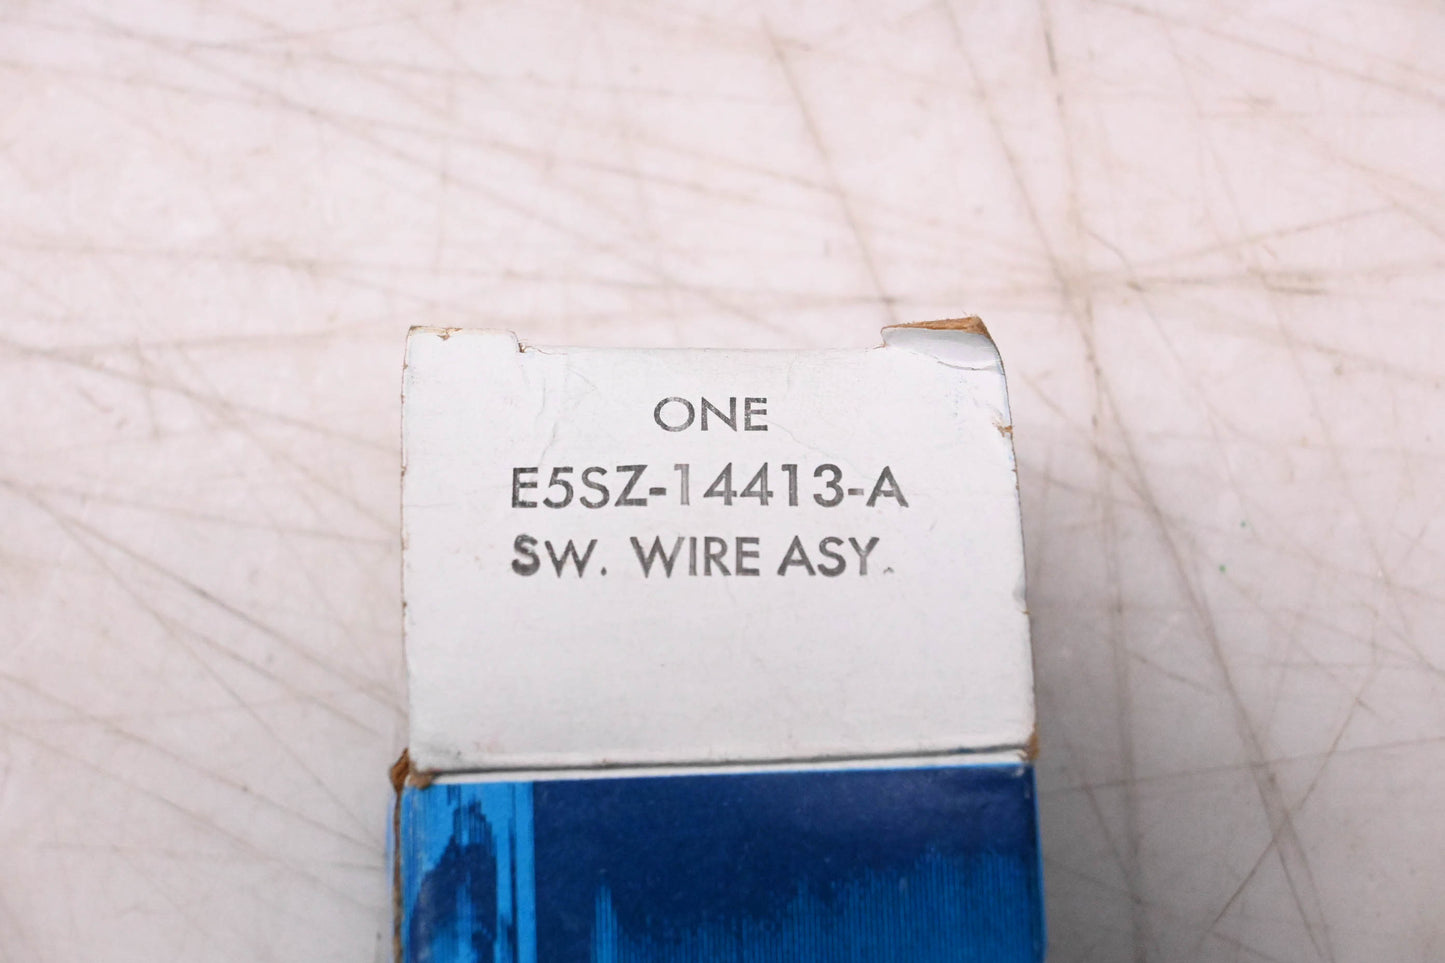 ONE
E5SZ-14413-A
SW. WIRE ASY.